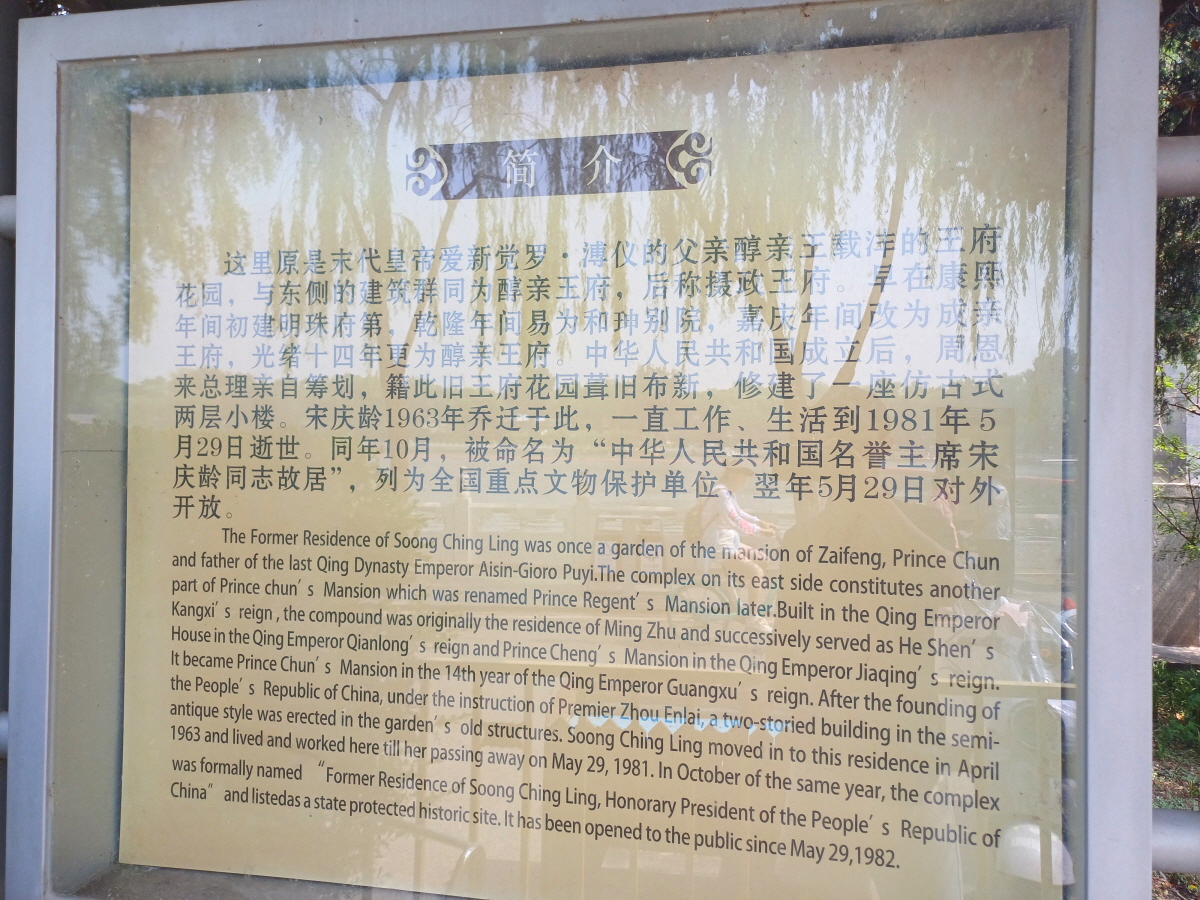 简 介
这里原是末代皇帝爱新觉罗·溥仪的父亲醇亲王载沣的王府
花园，与东侧的建筑群同为醇亲王府，后称摄政王府。早在康熙
年间初建明珠府第，乾隆年间易为和珅别院，嘉庆年间改为成亲
王府，光绪十四年更为醇亲王府。中华人民共和国成立后，周恩
来总理亲自筹划，籍此旧王府花园葺旧布新，修建了一座仿古式
两层小楼。宋庆龄1963年乔迁于此，一直工作、生活到1981年5
月29日逝世。同年10月，被命名为“中华人民共和国名誉主席宋
庆龄同志故居”，列为全国重点文物保护单位，翌年5月29日对外
开放。
The Former Residence of Soong Ching Ling was once a garden of the mansion of Zaifeng, Prince Chun
and father of the last Qing Dynasty Emperor Aisin-Gioro Puyi.The complex on its east side constitutes another
part of Prince chun's Mansion which was renamed Prince Regent's Mansion later.Built in the Qing Emperor
Kangxi's reign, the compound was originally the residence of Ming Zhu and successively served as He Shen's
House in the Qing Emperor Qianlong's reign and Prince Cheng's Mansion in the Qing Emperor Jiaqing's reign.
It became Prince Chun's Mansion in the 14th year of the Qing Emperor Guangxu's reign. After the founding of
the People's Republic of China, under the instruction of Premier Zhou Enlai, a two-storied building in the semi-
antique style was erected in the garden's old structures. Soong Ching Ling moved in to this residence in April
1963 and lived and worked here till her passing away on May 29, 1981. In October of the same year, the complex
was formally named "Former Residence of Soong Ching Ling, Honorary President of the People's Republic of
China" and listedas a state protected historic site. It has been opened to the public since May 29,1982.